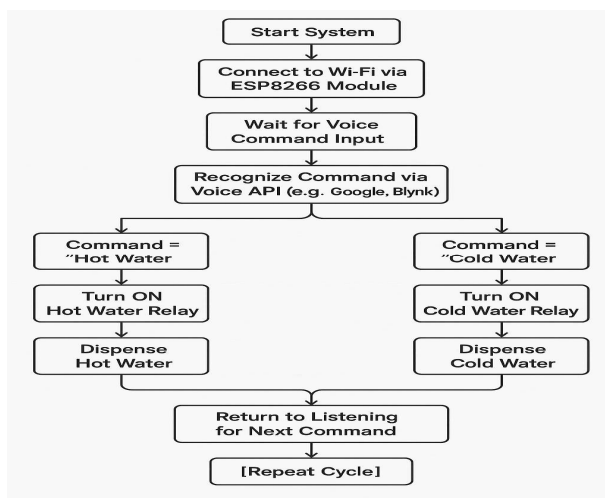 Start System
Connect to Wi-Fi via
ESP8266 Module
Wait for Voice
Command Input
Recognize Command via
Voice API (e.g. Google, Blynk)
Command =
˝Hot Water
Turn ON
Hot Water Relay
Dispense
Hot Water
Command =
˝Cold Water
Turn ON
Cold Water Relay
Dispense
Cold Water
Return to Listening
for Next Command
[Repeat Cycle]